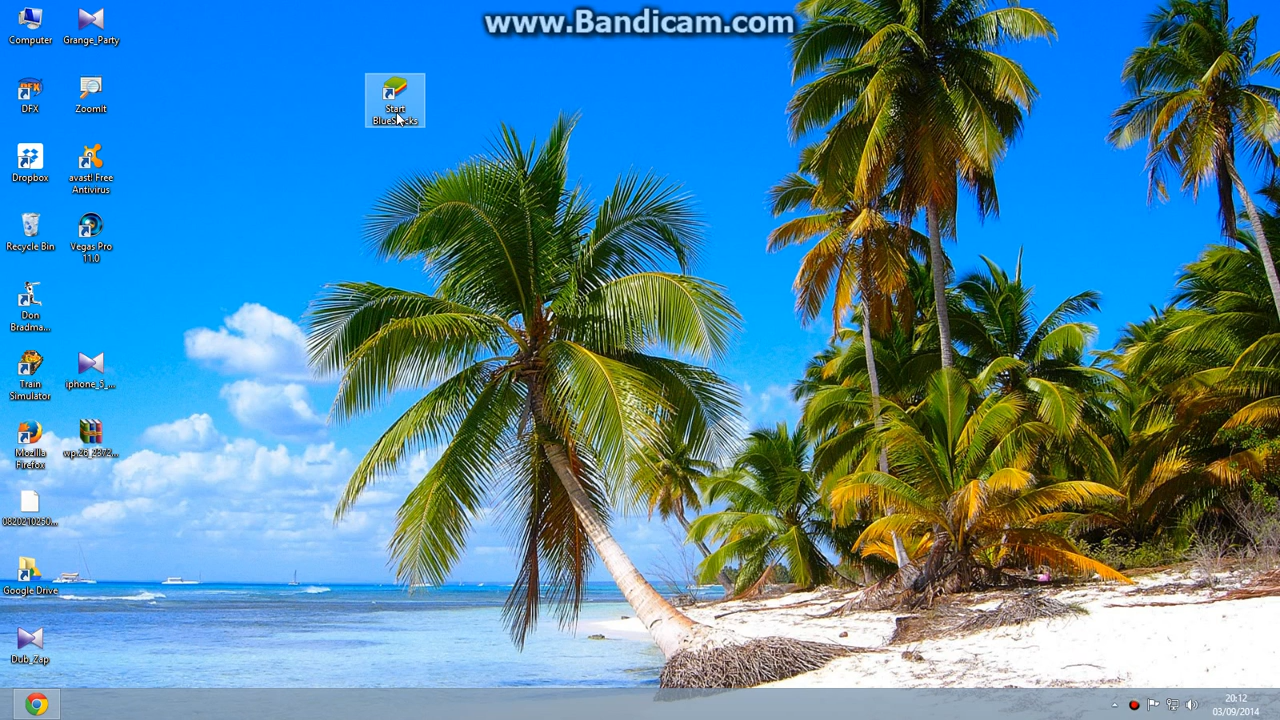 www.Bandicam.com
Computer
Grange_Party
Start
BlueStacks
DFX
Zoomit
Dropbox
avast! Free
Antivirus
Recycle Bin
Vegas Pro
11.0
Don
Bradma...
Train
Simulator
iphone_5_...
Mozilla
Firefox
Google Drive
Dub_Zap
20:12
03/09/2014